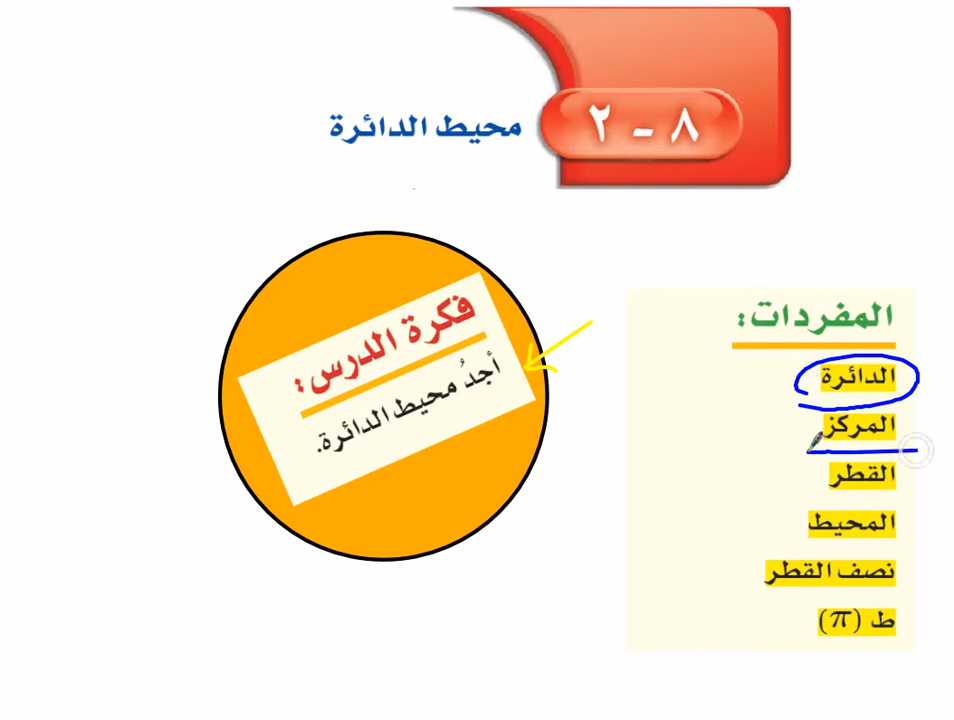 ٨ - ٢
محيط الدائرة
فكرة الدرس :
أجدُ محيط الدائرة.
المفردات :
الدائرة
المركز
القطر
المحيط
نصف القطر
ط (π)